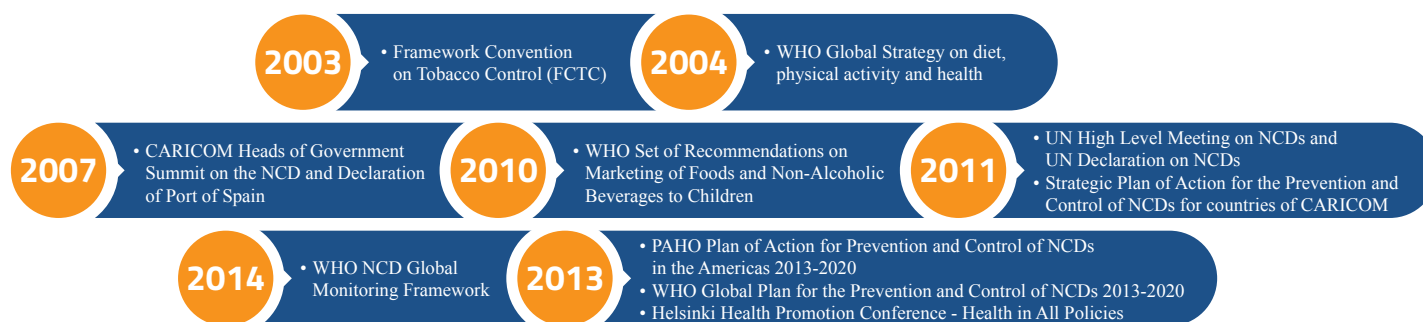 2003
• Framework Convention
on Tobacco Control (FCTC)
2004
• WHO Global Strategy on diet,
physical activity and health
2007
• CARICOM Heads of Government
Summit on the NCD and Declaration
of Port of Spain
2010
• WHO Set of Recommendations on
Marketing of Foods and Non-Alcoholic
Beverages to Children
2011
• UN High Level Meeting on NCDs and
UN Declaration on NCDs
• Strategic Plan of Action for the Prevention and
Control of NCDs for countries of CARICOM
2014
• WHO NCD Global
Monitoring Framework
2013
• PAHO Plan of Action for Prevention and Control of NCDs
in the Americas 2013-2020
• WHO Global Plan for the Prevention and Control of NCDs 2013-2020
• Helsinki Health Promotion Conference - Health in All Policies